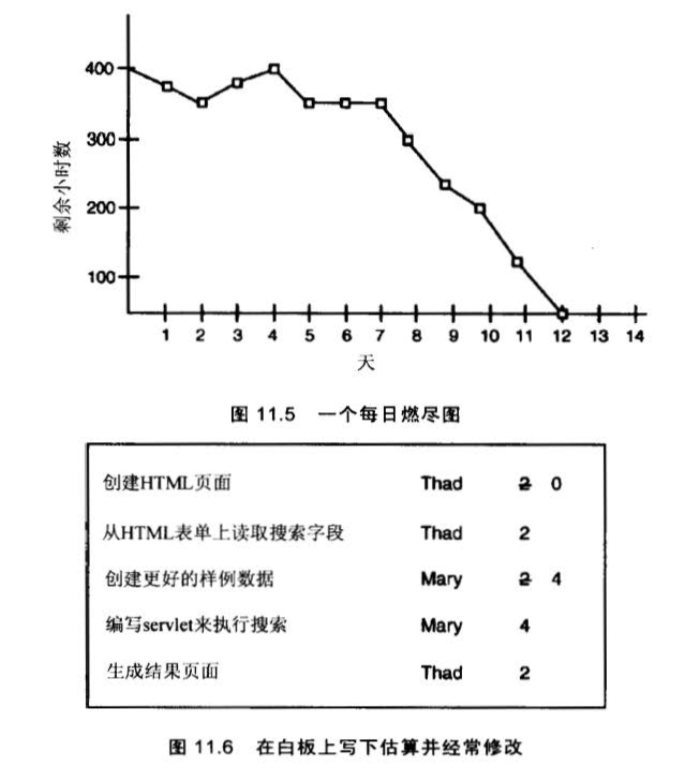 400
300
200
100
剩余小时数
1 2 3 4 5 6 7 8 9 10 11 12 13 14
天
图 11.5 一个每日燃尽图
创建HTML页面 Thad 2 0
从HTML表单上读取搜索字段 Thad 2
创建更好的样例数据 Mary 2 4
编写servlet来执行搜索 Mary 4
生成结果页面 Thad 2
图 11.6 在白板上写下估算并经常修改